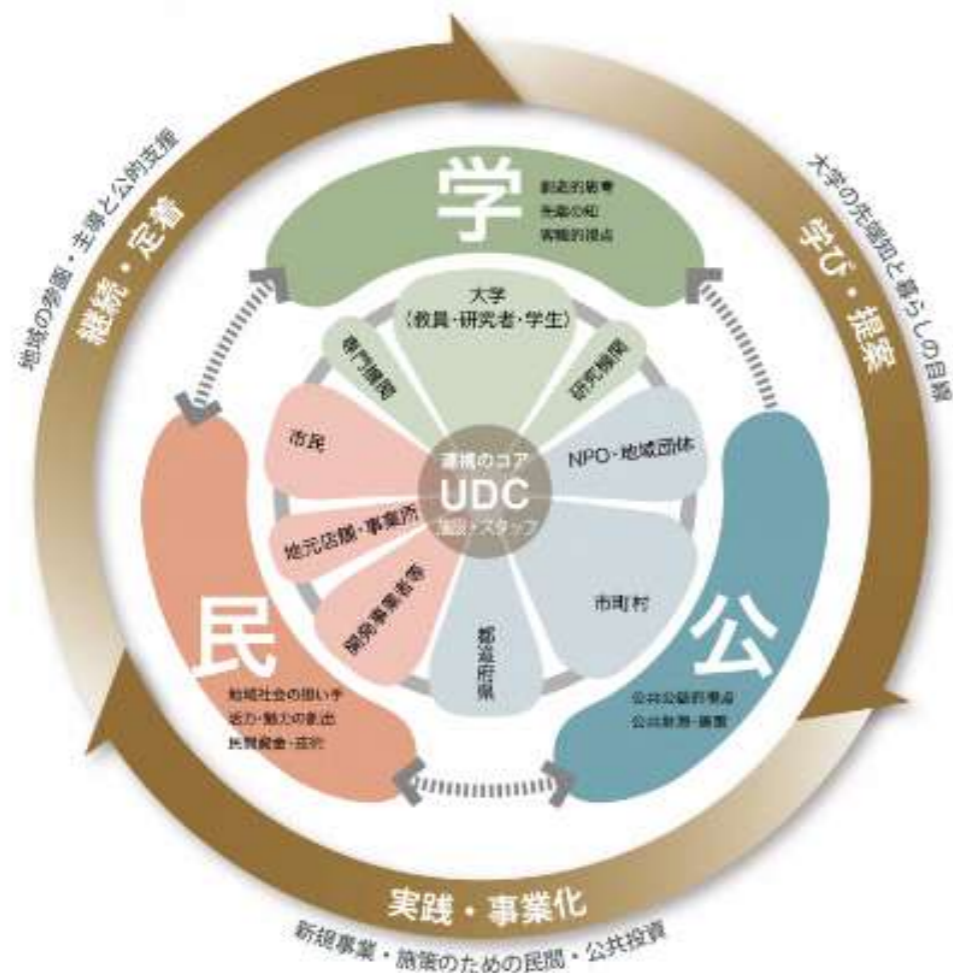 地域の参画・主導と公的支援
継続・定着
大学の先端知と暮らしの目線
学び・提案
学
創造的思考
先端の知
客観的視点
大学
(教員・研究者・学生)
専門機関
研究機関
市民
NPO・地域団体
連携のコア
UDC
施設・スタッフ
地元店舗・事業所
開発事業者等
都道府県
市町村
民
地域社会の担い手
活力・魅力の創出
民間資金・技術
公
公共公益的視点
実践・事業化
新規事業・施策のための民間・公共投資